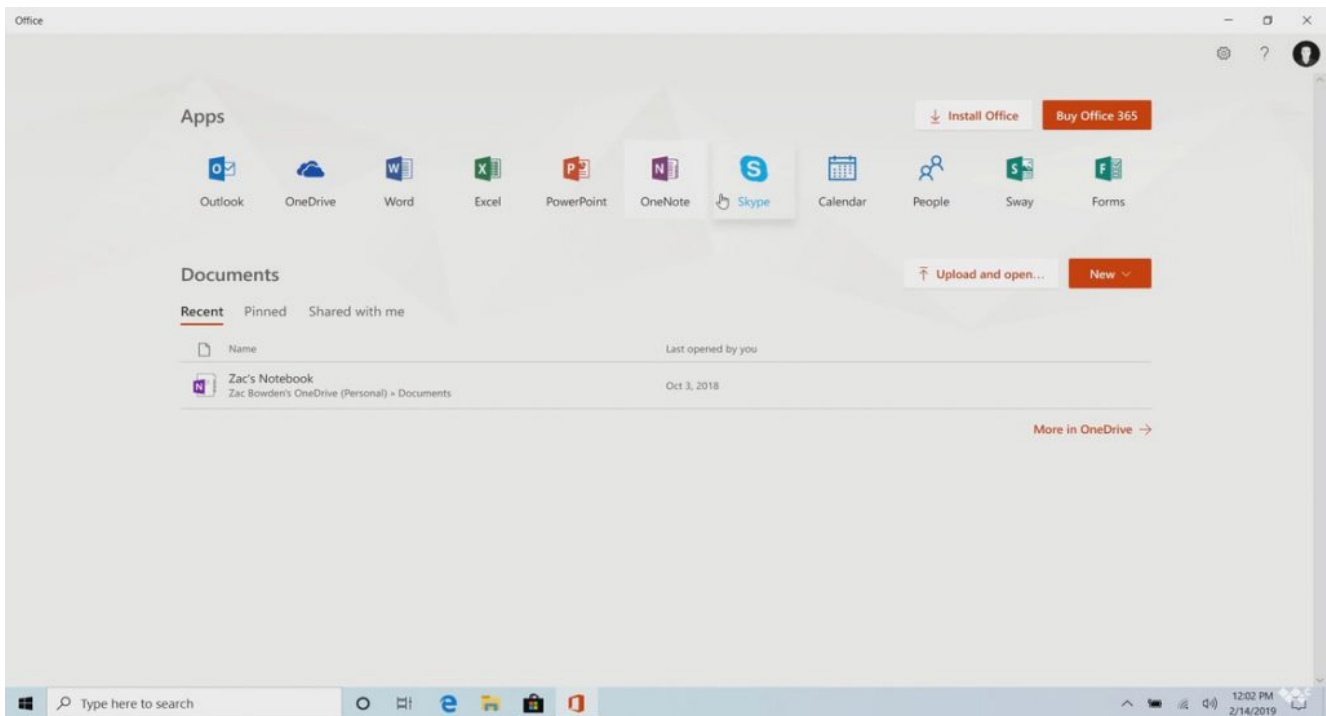 Office
Apps
Install Office
Buy Office 365
Outlook
OneDrive
Word
Excel
PowerPoint
OneNote
Skype
Calendar
People
Sway
Forms
Documents
Upload and open...
New
Recent
Pinned
Shared with me
Name
Last opened by you
Zac's Notebook
Zac Bowden's OneDrive (Personal) » Documents
Oct 3, 2018
More in OneDrive
Type here to search
12:02 PM
2/14/2019